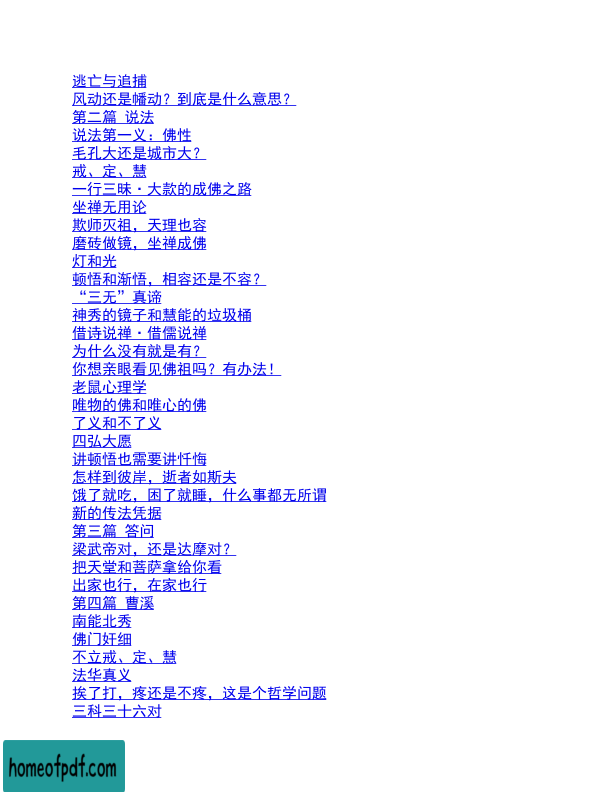 逃亡与追捕
风动还是幡动？到底是什么意思？
第二篇 说法
说法第一义：佛性
毛孔大还是城市大？
戒、定、慧
一行三昧·大款的成佛之路
坐禅无用论
欺师灭祖，天理也容
磨砖做镜，坐禅成佛
灯和光
顿悟和渐悟，相容还是不容？
“三无”真谛
神秀的镜子和慧能的垃圾桶
借诗说禅·借儒说禅
为什么没有就是有？
你想亲眼看见佛祖吗？有办法！
老鼠心理学
唯物的佛和唯心的佛
了义和不了义
四弘大愿
讲顿悟也需要讲忏悔
怎样到彼岸，逝者如斯夫
饿了就吃，困了就睡，什么事都无所谓
新的传法凭据
第三篇 答问
梁武帝对，还是达摩对？
把天堂和菩萨拿给你看
出家也行，在家也行
第四篇 曹溪
南能北秀
佛门奸细
不立戒、定、慧
法华真义
挨了打，疼还是不疼，这是个哲学问题
三科三十六对
homeofpdf.com